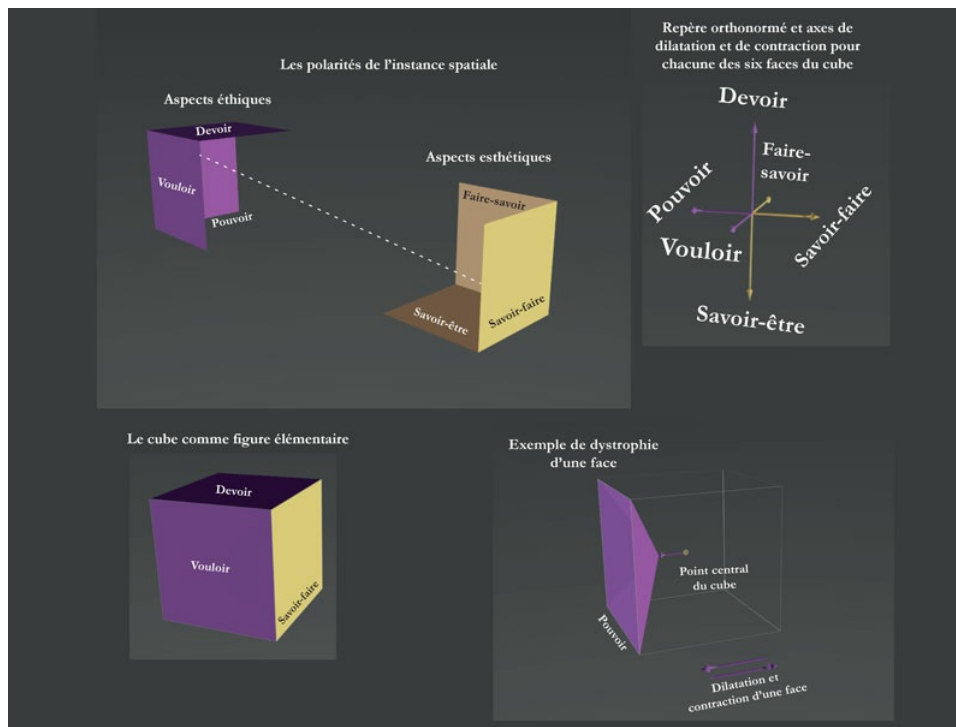 Les polarités de l'instance spatiale
Aspects éthiques
Devoir
Vouloir
Pouvoir
Aspects esthétiques
Faire-savoir
Savoir-être
Savoir-faire
Repère orthonormé et axes de
dilatation et de contraction pour
chacune des six faces du cube
Devoir
Faire-
savoir
Pouvoir
Vouloir
Savoir-faire
Savoir-être
Le cube comme figure élémentaire
Devoir
Vouloir
Savoir-faire
Exemple de dystrophie
d'une face
Point central
du cube
Pouvoir
Dilatation et
contraction d'une face